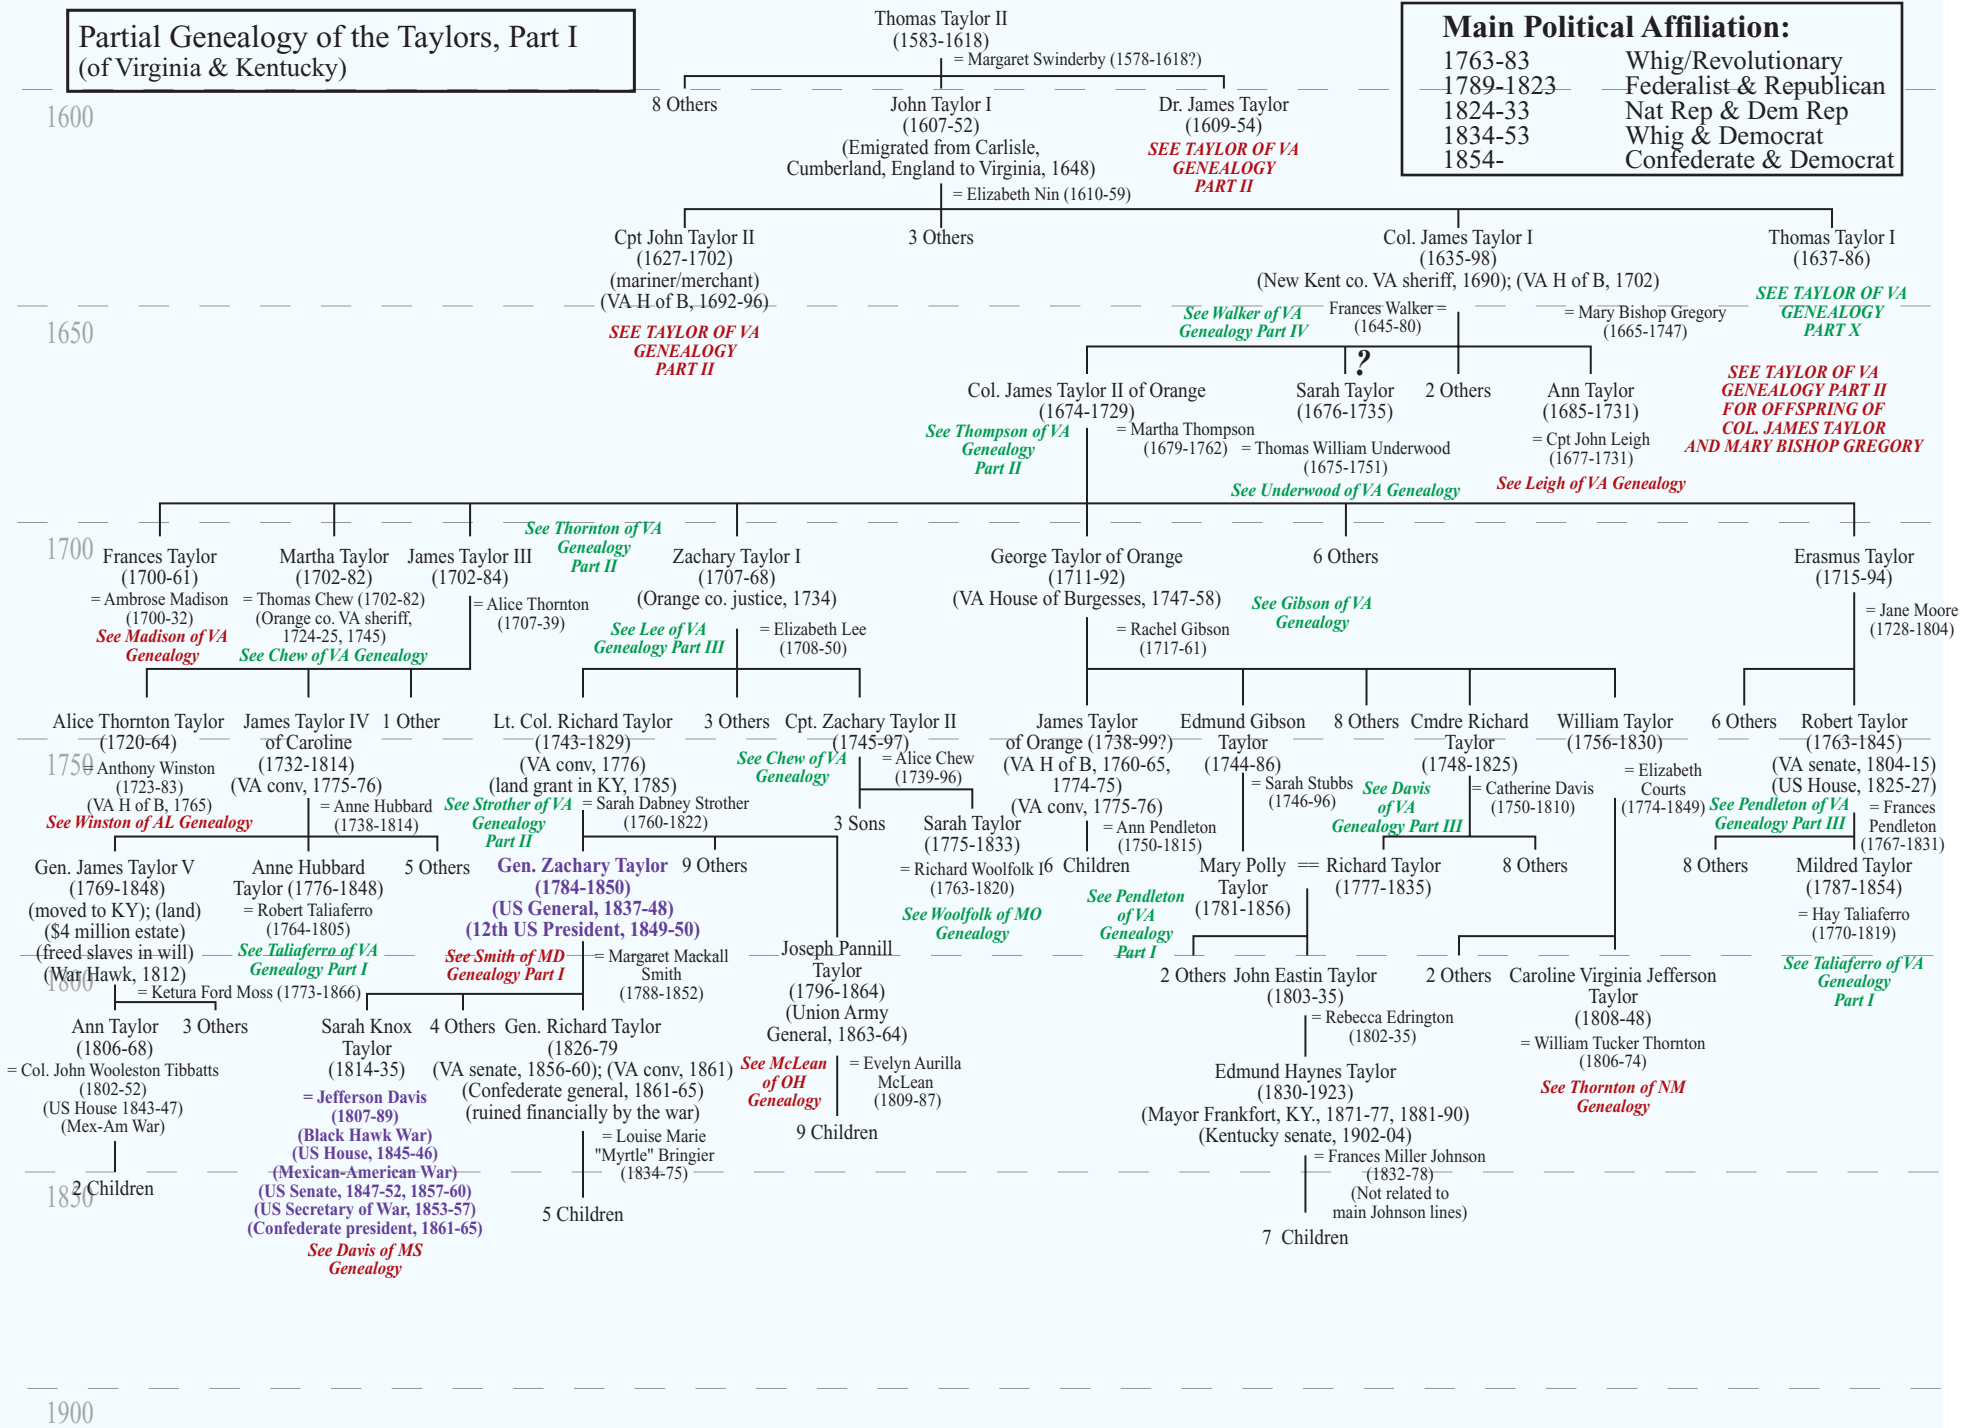 Partial Genealogy of the Taylors, Part I
(of Virginia & Kentucky)
Main Political Affiliation:
1763-83 Whig/Revolutionary
1789-1823 Federalist & Republican
1824-33 Nat Rep & Dem Rep
1834-53 Whig & Democrat
1854- Confederate & Democrat
Thomas Taylor II
(1583-1618)
= Margaret Swinderby (1578-1618?)
1600
8 Others
John Taylor I
(1607-52)
(Emigrated from Carlisle,
Cumberland, England to Virginia, 1648)
= Elizabeth Nin (1610-59)
Dr. James Taylor
(1609-54)
SEE TAYLOR OF VA
GENEALOGY
PART II
Cpt John Taylor II
(1627-1702)
(mariner/merchant)
(VA H of B, 1692-96)
SEE TAYLOR OF VA
GENEALOGY
PART II
3 Others
Col. James Taylor I
(1635-98)
(New Kent co. VA sheriff, 1690); (VA H of B, 1702)
See Walker of VA
Genealogy Part IV
Frances Walker =
(1645-80)
= Mary Bishop Gregory
(1665-1747)
Thomas Taylor I
(1637-86)
SEE TAYLOR OF VA
GENEALOGY
PART X
SEE TAYLOR OF VA
GENEALOGY PART II
FOR OFFSPRING OF
COL. JAMES TAYLOR
AND MARY BISHOP GREGORY
1650
Col. James Taylor II of Orange
(1674-1729)
See Thompson of VA
Genealogy
Part II
= Martha Thompson
(1679-1762)
?
Sarah Taylor
(1676-1735)
= Thomas William Underwood
(1675-1751)
See Underwood of VA Genealogy
2 Others
Ann Taylor
(1685-1731)
= Cpt John Leigh
(1677-1731)
See Leigh of VA Genealogy
1700
Frances Taylor
(1700-61)
= Ambrose Madison
(1700-32)
See Madison of VA
Genealogy
Martha Taylor
(1702-82)
= Thomas Chew (1702-82)
(Orange co. VA sheriff,
1724-25, 1745)
See Chew of VA Genealogy
James Taylor III
(1702-84)
See Thornton of VA
Genealogy
Part II
= Alice Thornton
(1707-39)
Zachary Taylor I
(1707-68)
(Orange co. justice, 1734)
See Lee of VA
Genealogy Part III
= Elizabeth Lee
(1708-50)
George Taylor of Orange
(1711-92)
(VA House of Burgesses, 1747-58)
= Rachel Gibson
(1717-61)
See Gibson of VA
Genealogy
6 Others
Erasmus Taylor
(1715-94)
= Jane Moore
(1728-1804)
1750
Alice Thornton Taylor
(1720-64)
= Anthony Winston
(1723-83)
(VA H of B, 1765)
See Winston of AL Genealogy
James Taylor IV
of Caroline
(1732-1814)
(VA conv, 1775-76)
= Anne Hubbard
(1738-1814)
1 Other
Lt. Col. Richard Taylor
(1743-1829)
(VA conv, 1776)
(land grant in KY, 1785)
See Strother of VA
Genealogy
Part II
= Sarah Dabney Strother
(1760-1822)
3 Others
Cpt. Zachary Taylor II
(1745-97)
See Chew of VA
Genealogy
= Alice Chew
(1739-96)
James Taylor
of Orange (1738-99?)
(VA H of B, 1760-65,
1774-75)
(VA conv, 1775-76)
= Ann Pendleton
(1750-1815)
Edmund Gibson
Taylor
(1744-86)
= Sarah Stubbs
(1746-96)
8 Others
Cmdre Richard
Taylor
(1748-1825)
See Davis
of VA
Genealogy Part III
= Catherine Davis
(1750-1810)
William Taylor
(1756-1830)
= Elizabeth
Courts
(1774-1849)
6 Others
Robert Taylor
(1763-1845)
(VA senate, 1804-15)
(US House, 1825-27)
See Pendleton of VA
Genealogy Part III
= Frances
Pendleton
(1767-1831)
Gen. James Taylor V
(1769-1848)
(moved to KY); (land)
($4 million estate)
(freed slaves in will)
(War Hawk, 1812)
= Ketura Ford Moss (1773-1866)
Anne Hubbard
Taylor (1776-1848)
= Robert Taliaferro
(1764-1805)
See Taliaferro of VA
Genealogy Part I
5 Others
Gen. Zachary Taylor
(1784-1850)
(US General, 1837-48)
(12th US President, 1849-50)
See Smith of MD
Genealogy Part I
= Margaret Mackall
Smith
(1788-1852)
9 Others
Joseph Pannill
Taylor
(1796-1864)
(Union Army
General, 1863-64)
See McLean
of OH
Genealogy
= Evelyn Aurilla
McLean
(1809-87)
9 Children
3 Sons
Sarah Taylor
(1775-1833)
= Richard Woolfolk I
(1763-1820)
See Woolfolk of MO
Genealogy
6 Children
See Pendleton
of VA
Genealogy
Part I
Mary Polly
Taylor
(1781-1856)
==
Richard Taylor
(1777-1835)
8 Others
8 Others
Mildred Taylor
(1787-1854)
= Hay Taliaferro
(1770-1819)
See Taliaferro of VA
Genealogy
Part I
1800
2 Others
John Eastin Taylor
(1803-35)
= Rebecca Edrington
(1802-35)
2 Others
Caroline Virginia Jefferson
Taylor
(1808-48)
= William Tucker Thornton
(1806-74)
See Thornton of NM
Genealogy
Ann Taylor
(1806-68)
= Col. John Wooleston Tibbatts
(1802-52)
(US House 1843-47)
(Mex-Am War)
2 Children
3 Others
Sarah Knox
Taylor
(1814-35)
= Jefferson Davis
(1807-89)
(Black Hawk War)
(US House, 1845-46)
(Mexican-American War)
(US Senate, 1847-52, 1857-60)
(US Secretary of War, 1853-57)
(Confederate president, 1861-65)
See Davis of MS
Genealogy
4 Others
Gen. Richard Taylor
(1826-79
(VA senate, 1856-60); (VA conv, 1861)
(Confederate general, 1861-65)
(ruined financially by the war)
= Louise Marie
"Myrtle" Bringier
(1834-75)
5 Children
Edmund Haynes Taylor
(1830-1923)
(Mayor Frankfort, KY., 1871-77, 1881-90)
(Kentucky senate, 1902-04)
= Frances Miller Johnson
(1832-78)
(Not related to
main Johnson lines)
7 Children
1850
1900